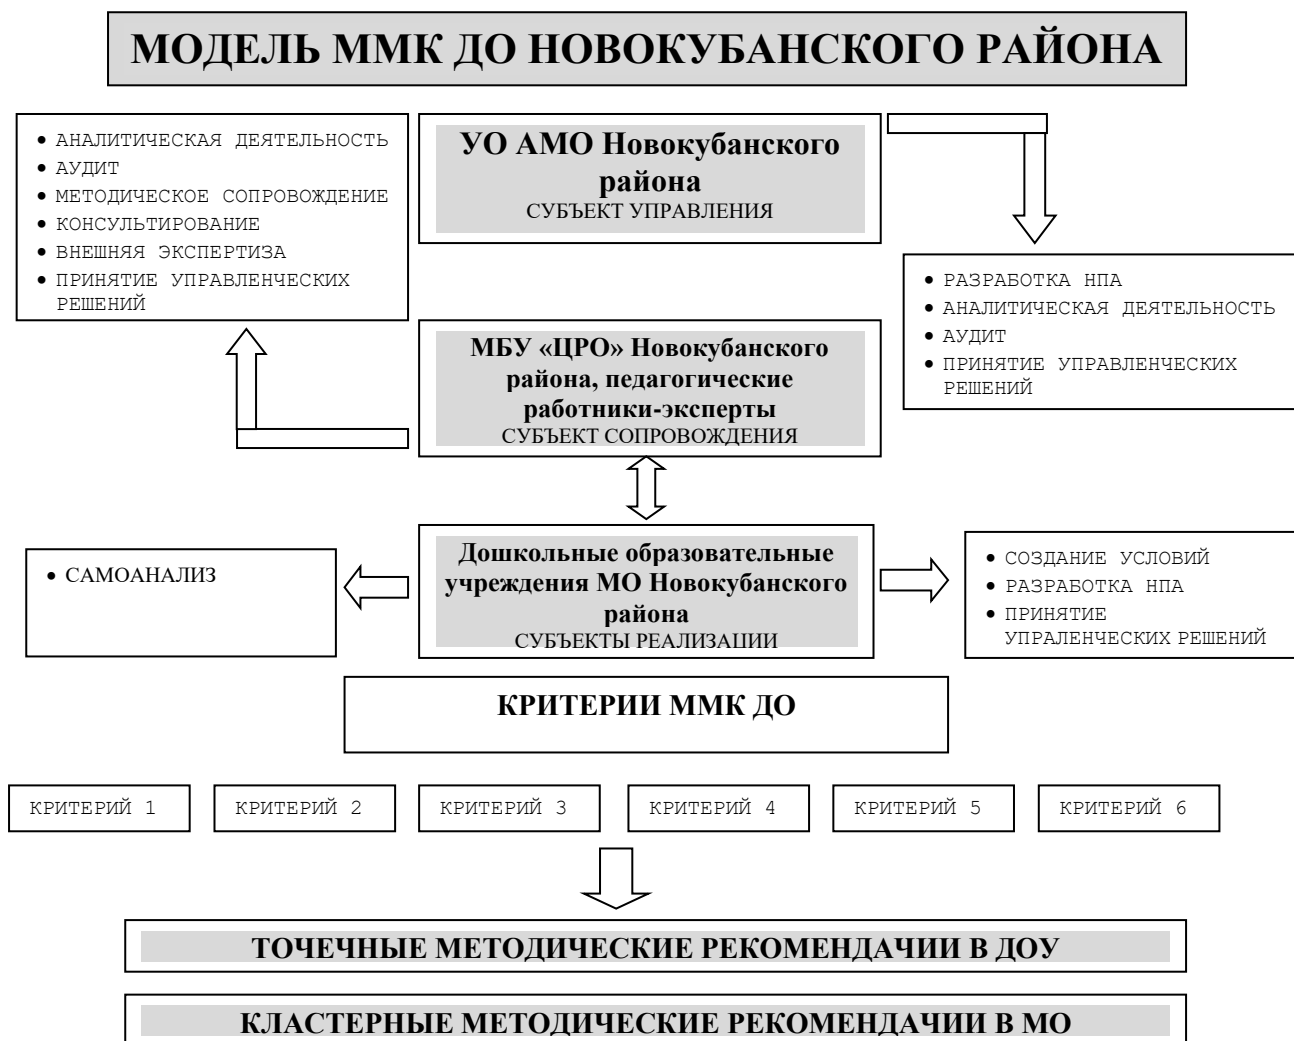 МОДЕЛЬ ММК ДО НОВОКУБАНСКОГО РАЙОНА
• АНАЛИТИЧЕСКАЯ ДЕЯТЕЛЬНОСТЬ
• АУДИТ
• МЕТОДИЧЕСКОЕ СОПРОВОЖДЕНИЕ
• КОНСУЛЬТИРОВАНИЕ
• ВНЕШНЯЯ ЭКСПЕРТИЗА
• ПРИНЯТИЕ УПРАВЛЕНЧЕСКИХ
РЕШЕНИЙ
УО АМО Новокубанского
района
СУБЪЕКТ УПРАВЛЕНИЯ
• РАЗРАБОТКА НПА
• АНАЛИТИЧЕСКАЯ ДЕЯТЕЛЬНОСТЬ
• АУДИТ
• ПРИНЯТИЕ УПРАВЛЕНЧЕСКИХ
РЕШЕНИЙ
МБУ «ЦРО» Новокубанского
района, педагогические
работники-эксперты
СУБЪЕКТ СОПРОВОЖДЕНИЯ
• САМОАНАЛИЗ
Дошкольные образовательные
учреждения МО Новокубанского
района
СУБЪЕКТЫ РЕАЛИЗАЦИИ
• СОЗДАНИЕ УСЛОВИЙ
• РАЗРАБОТКА НПА
• ПРИНЯТИЕ
УПРАЛЕНЧЕСКИХ РЕШЕНИЙ
КРИТЕРИИ ММК ДО
КРИТЕРИЙ 1
КРИТЕРИЙ 2
КРИТЕРИЙ 3
КРИТЕРИЙ 4
КРИТЕРИЙ 5
КРИТЕРИЙ 6
ТОЧЕЧНЫЕ МЕТОДИЧЕСКИЕ РЕКОМЕНДАЧИИ В ДОУ
КЛАСТЕРНЫЕ МЕТОДИЧЕСКИЕ РЕКОМЕНДАЧИИ В МО